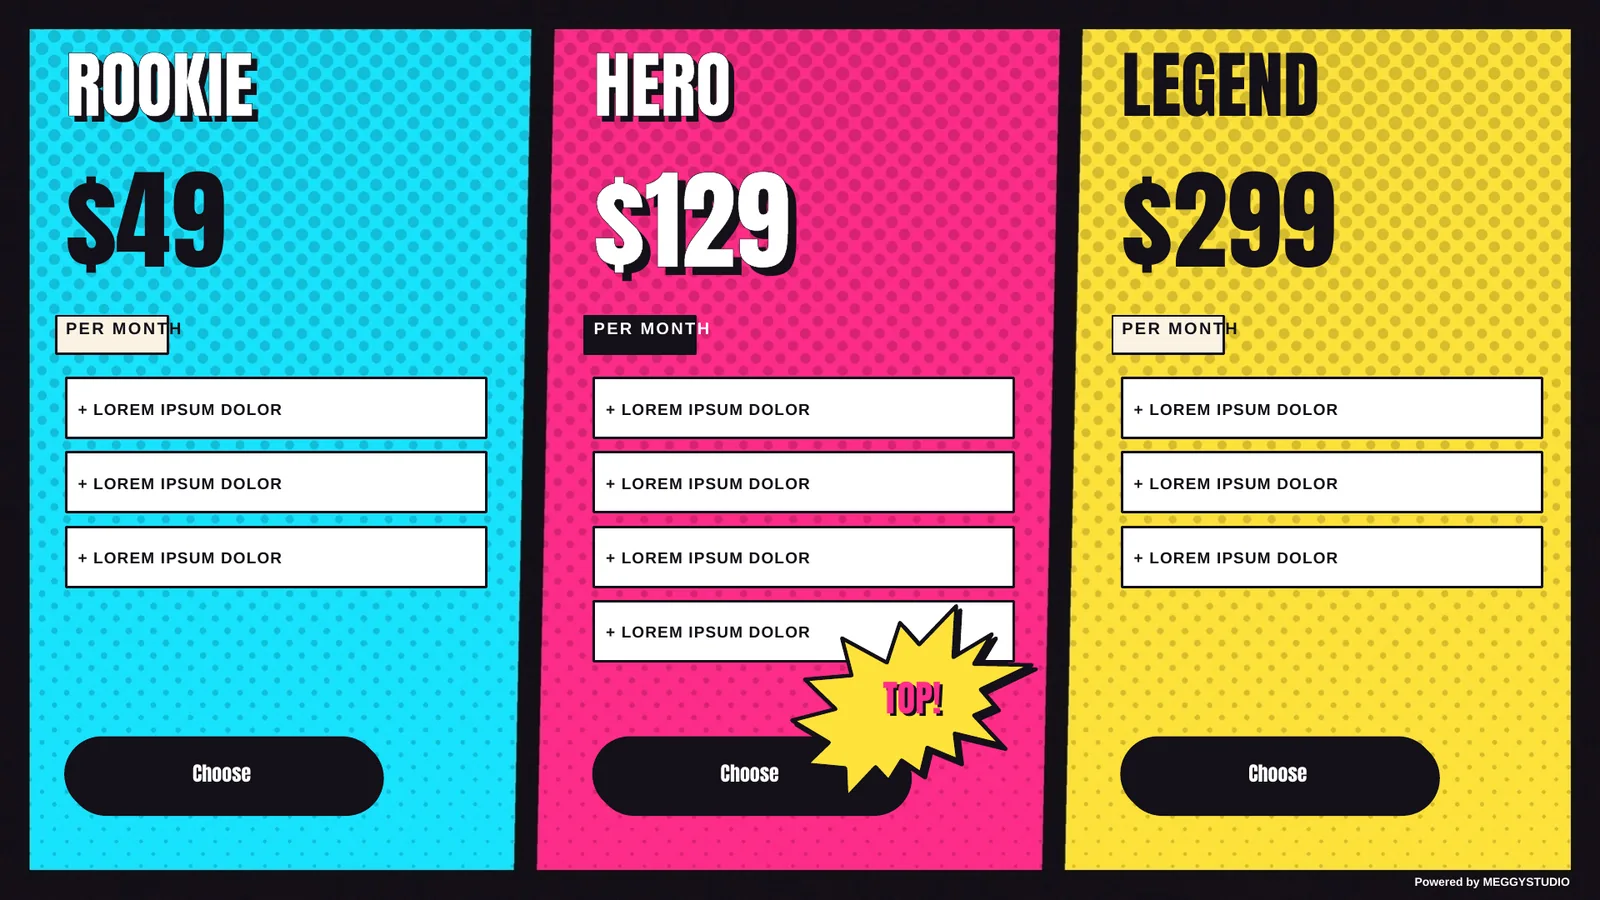 ROOKIE
$49
PER MONTH
+ LOREM IPSUM DOLOR
+ LOREM IPSUM DOLOR
+ LOREM IPSUM DOLOR
Choose
HERO
$129
PER MONTH
+ LOREM IPSUM DOLOR
+ LOREM IPSUM DOLOR
+ LOREM IPSUM DOLOR
+ LOREM IPSUM DOLOR
TOP!
Choose
LEGEND
$299
PER MONTH
+ LOREM IPSUM DOLOR
+ LOREM IPSUM DOLOR
+ LOREM IPSUM DOLOR
Choose
Powered by MEGGYSTUDIO